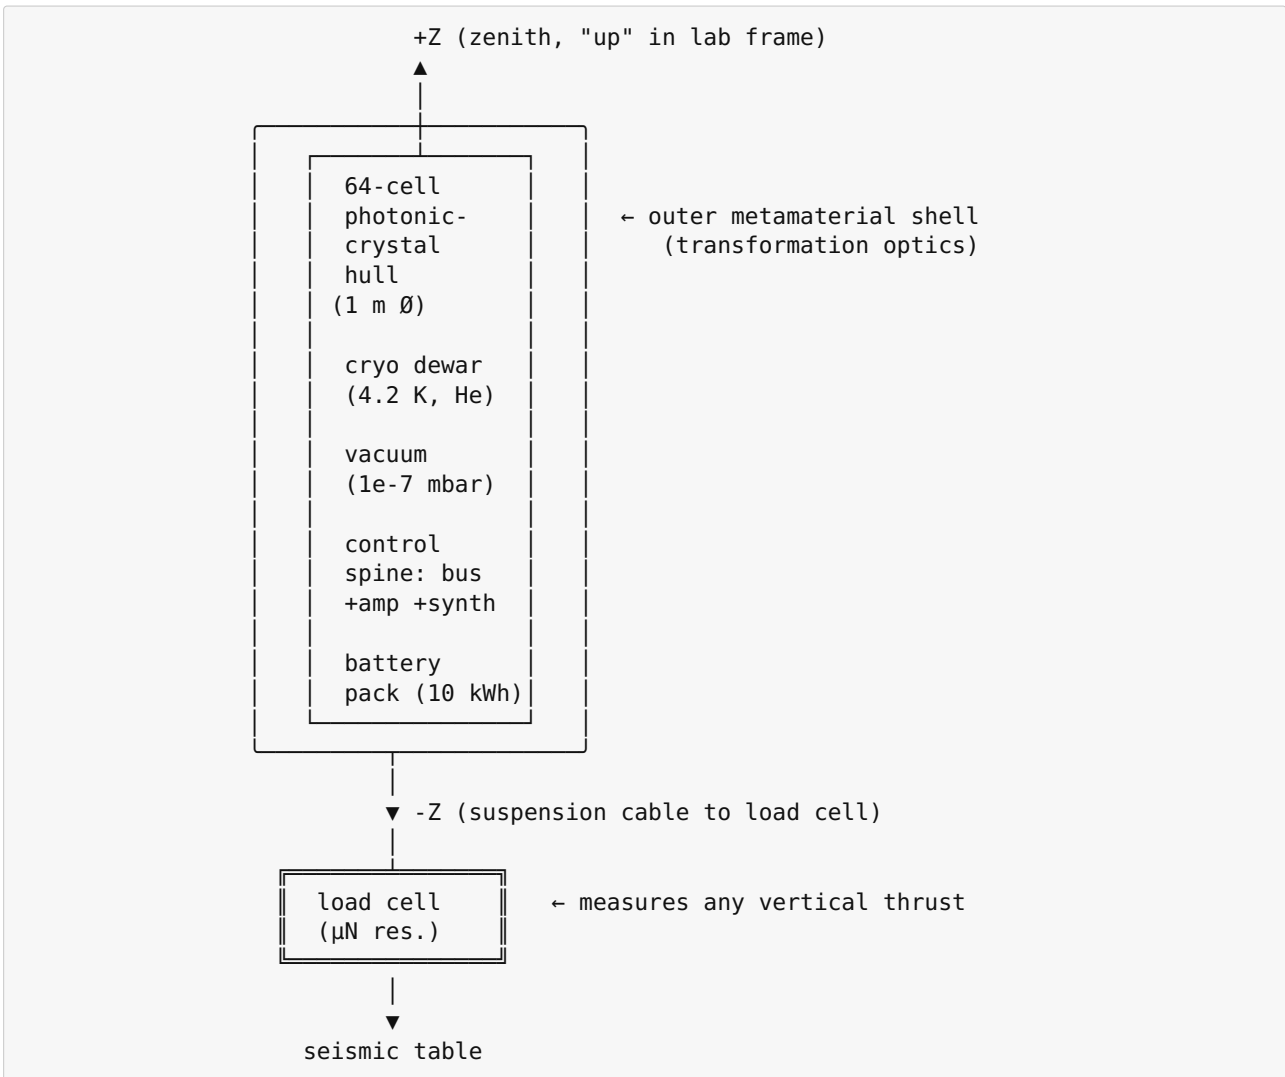 +Z (zenith, "up" in lab frame)
64-cell
photonic-
← outer metamaterial shell
crystal
(transformation optics)
hull
(1 m Ø)
cryo dewar
(4.2 K, He)
vacuum
(1e-7 mbar)
control
spine: bus
+amp +synth
battery
pack (10 kWh)
-Z (suspension cable to load cell)
load cell
← measures any vertical thrust
(µN res.)
seismic table